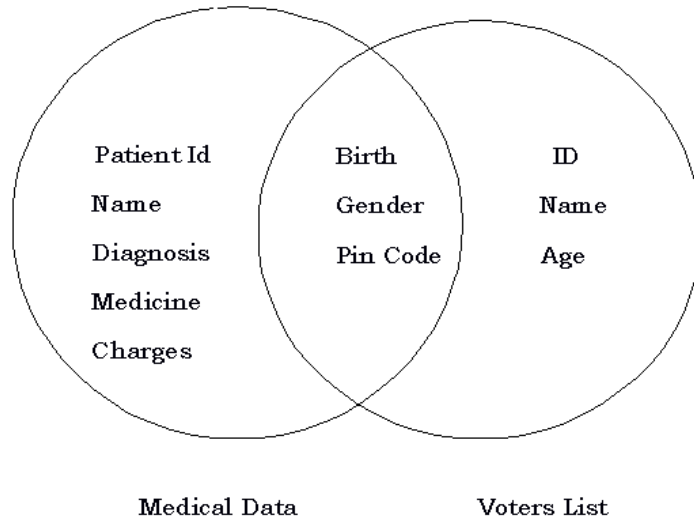 Patient Id
Name
Diagnosis
Medicine
Charges
Birth
Gender
Pin Code
ID
Name
Age
Medical Data
Voters List